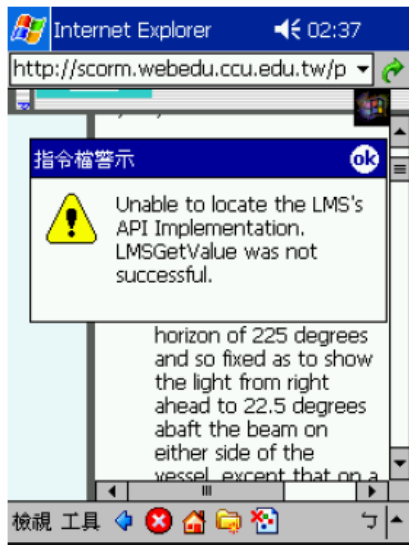 Internet Explorer 02:37
http://scorm.webedu.ccu.edu.tw/p
指令檔警示 ok
Unable to locate the LMS's
API Implementation.
LMSGetValue was not
successful.
horizon of 225 degrees
and so fixed as to show
the light from right
ahead to 22.5 degrees
abaft the beam on
either side of the
vessel, except that on a
檢視 工具 ㄅ